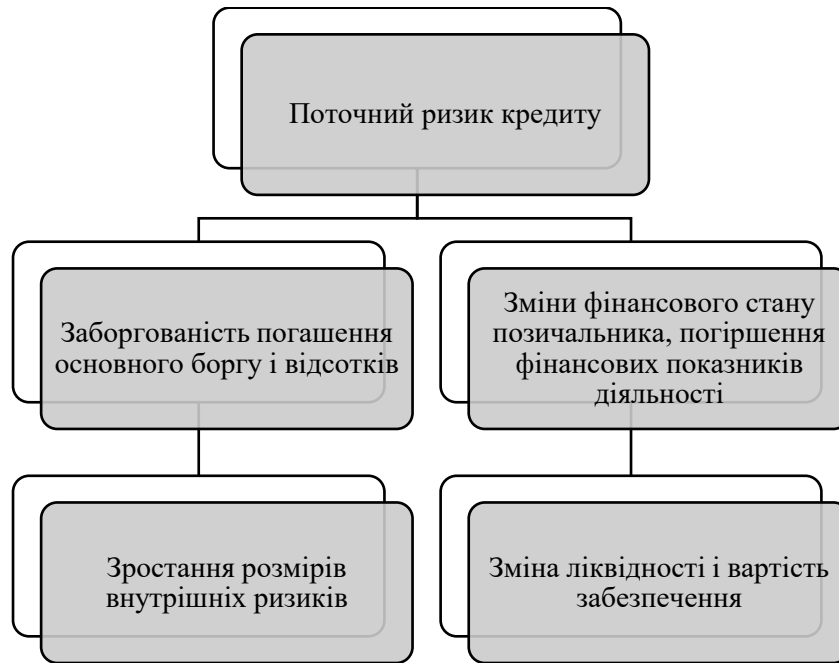 Поточний ризик кредиту
Заборгованість погашення
основного боргу і відсотків
Зміни фінансового стану
позичальника, погіршення
фінансових показників
діяльності
Зростання розмірів
внутрішніх ризиків
Зміна ліквідності і вартість
забезпечення